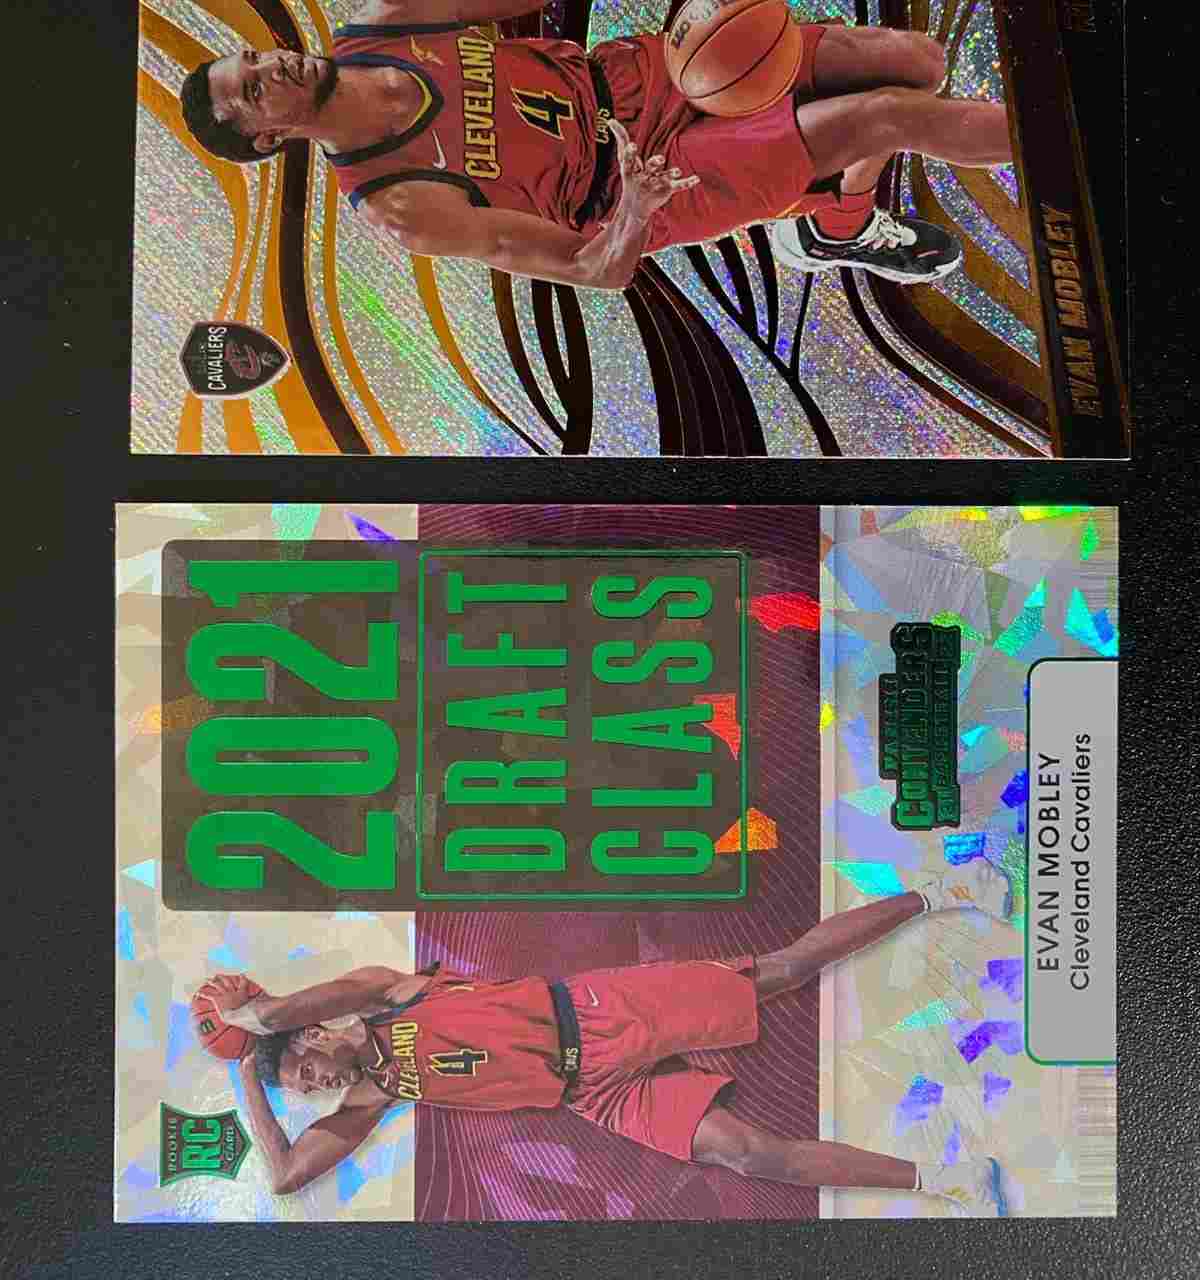 CLEVELAND
4
CAVS
CAVALIERS
EVAN MOBLEY
2021
DRAFT
CLASS
ROOKIE
RC
CARD
CLEVELAND
4
CAVS
PANINI
CONTENDERS
EVAN MOBLEY
Cleveland Cavaliers